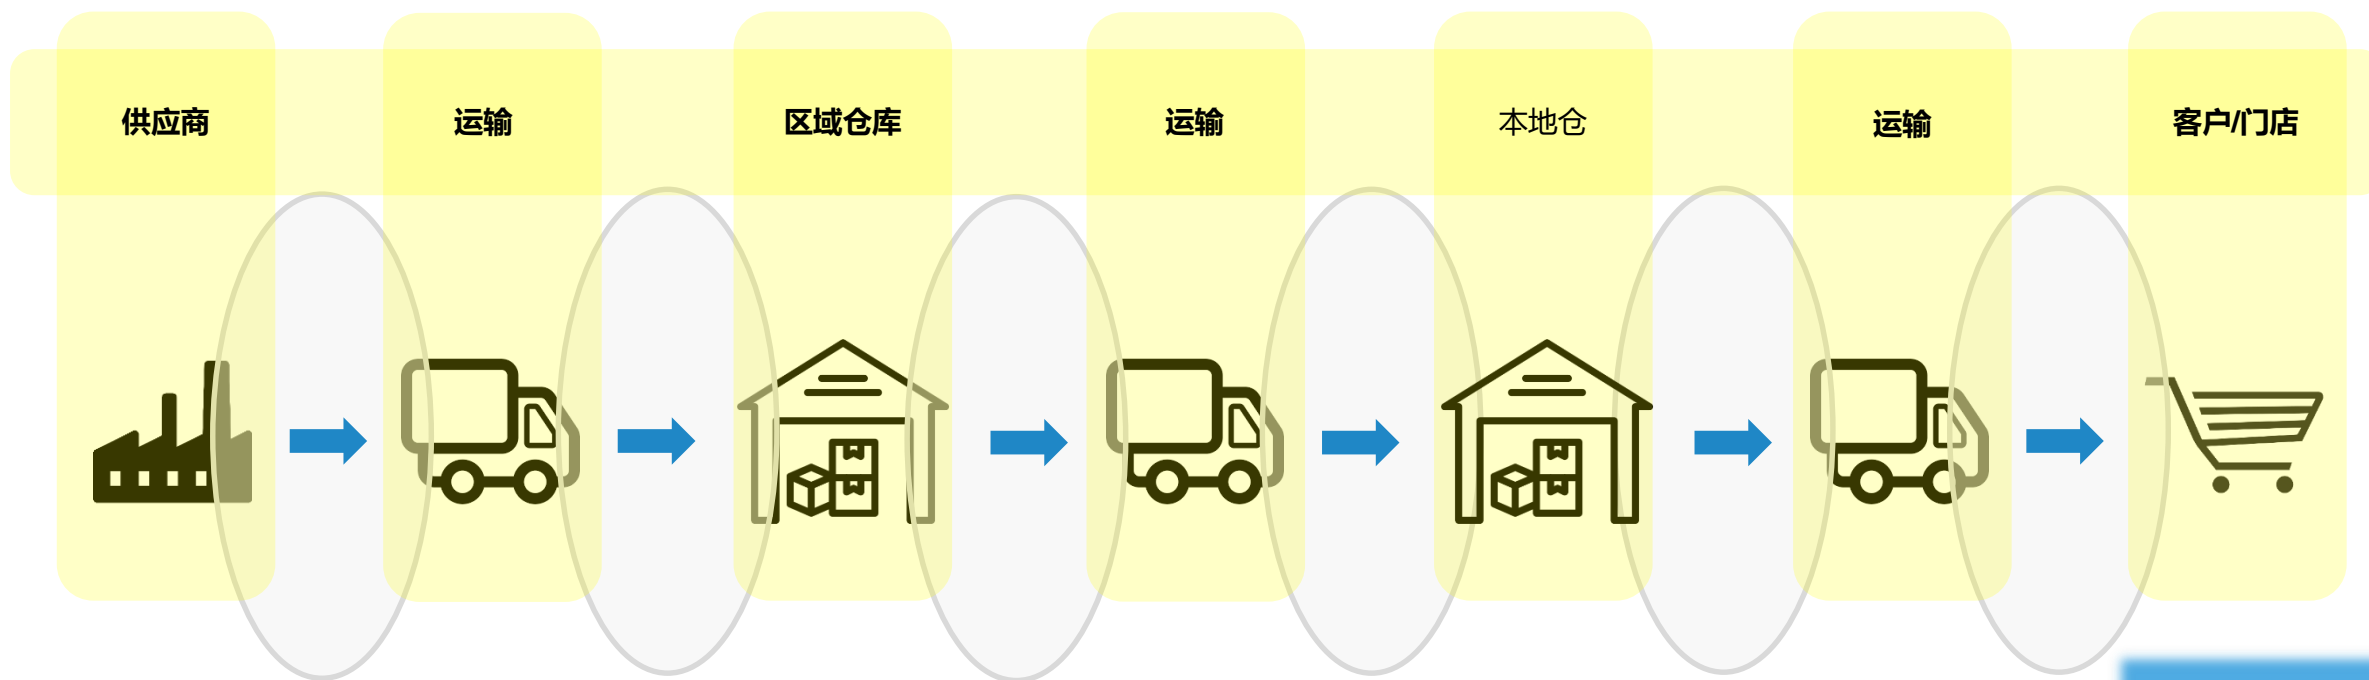 供应商
运输
区域仓库
运输
本地仓
运输
客户/门店